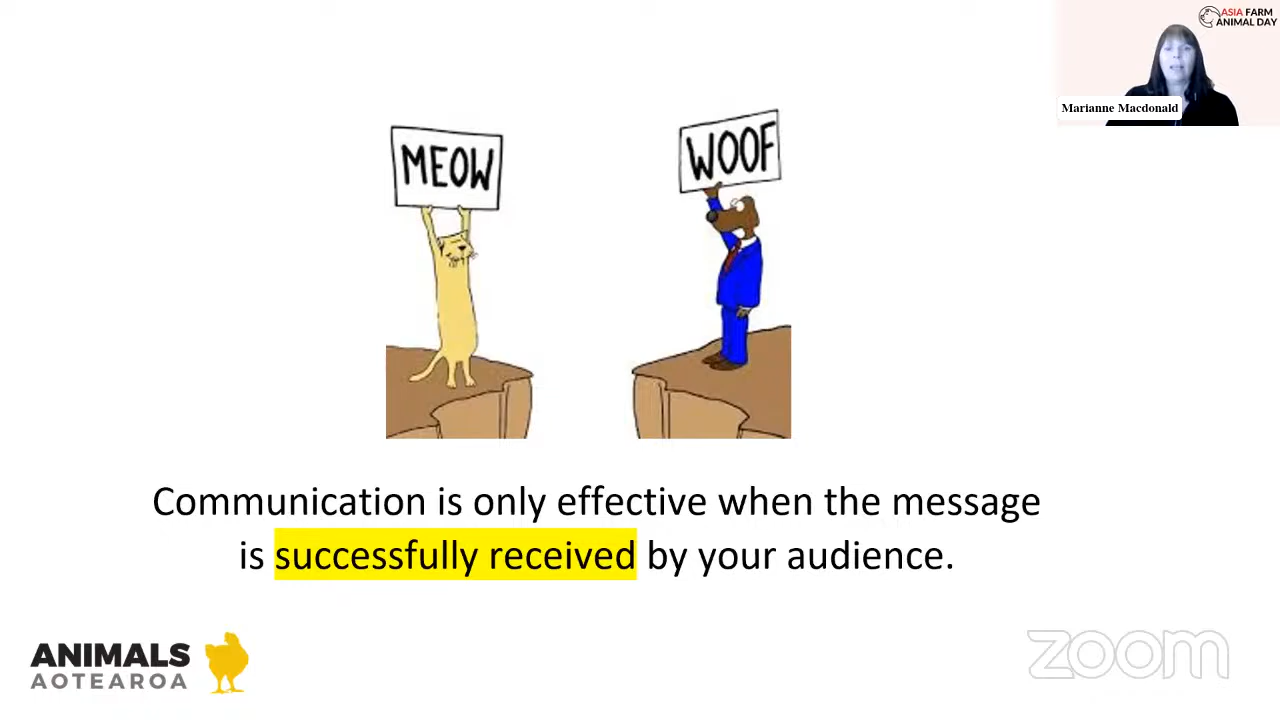 ASIA FARM
ANIMAL DAY
Marianne Macdonald
MEOW
WOOF
Communication is only effective when the message
is successfully received by your audience.
ANIMALS
AOTEAROA
zoom